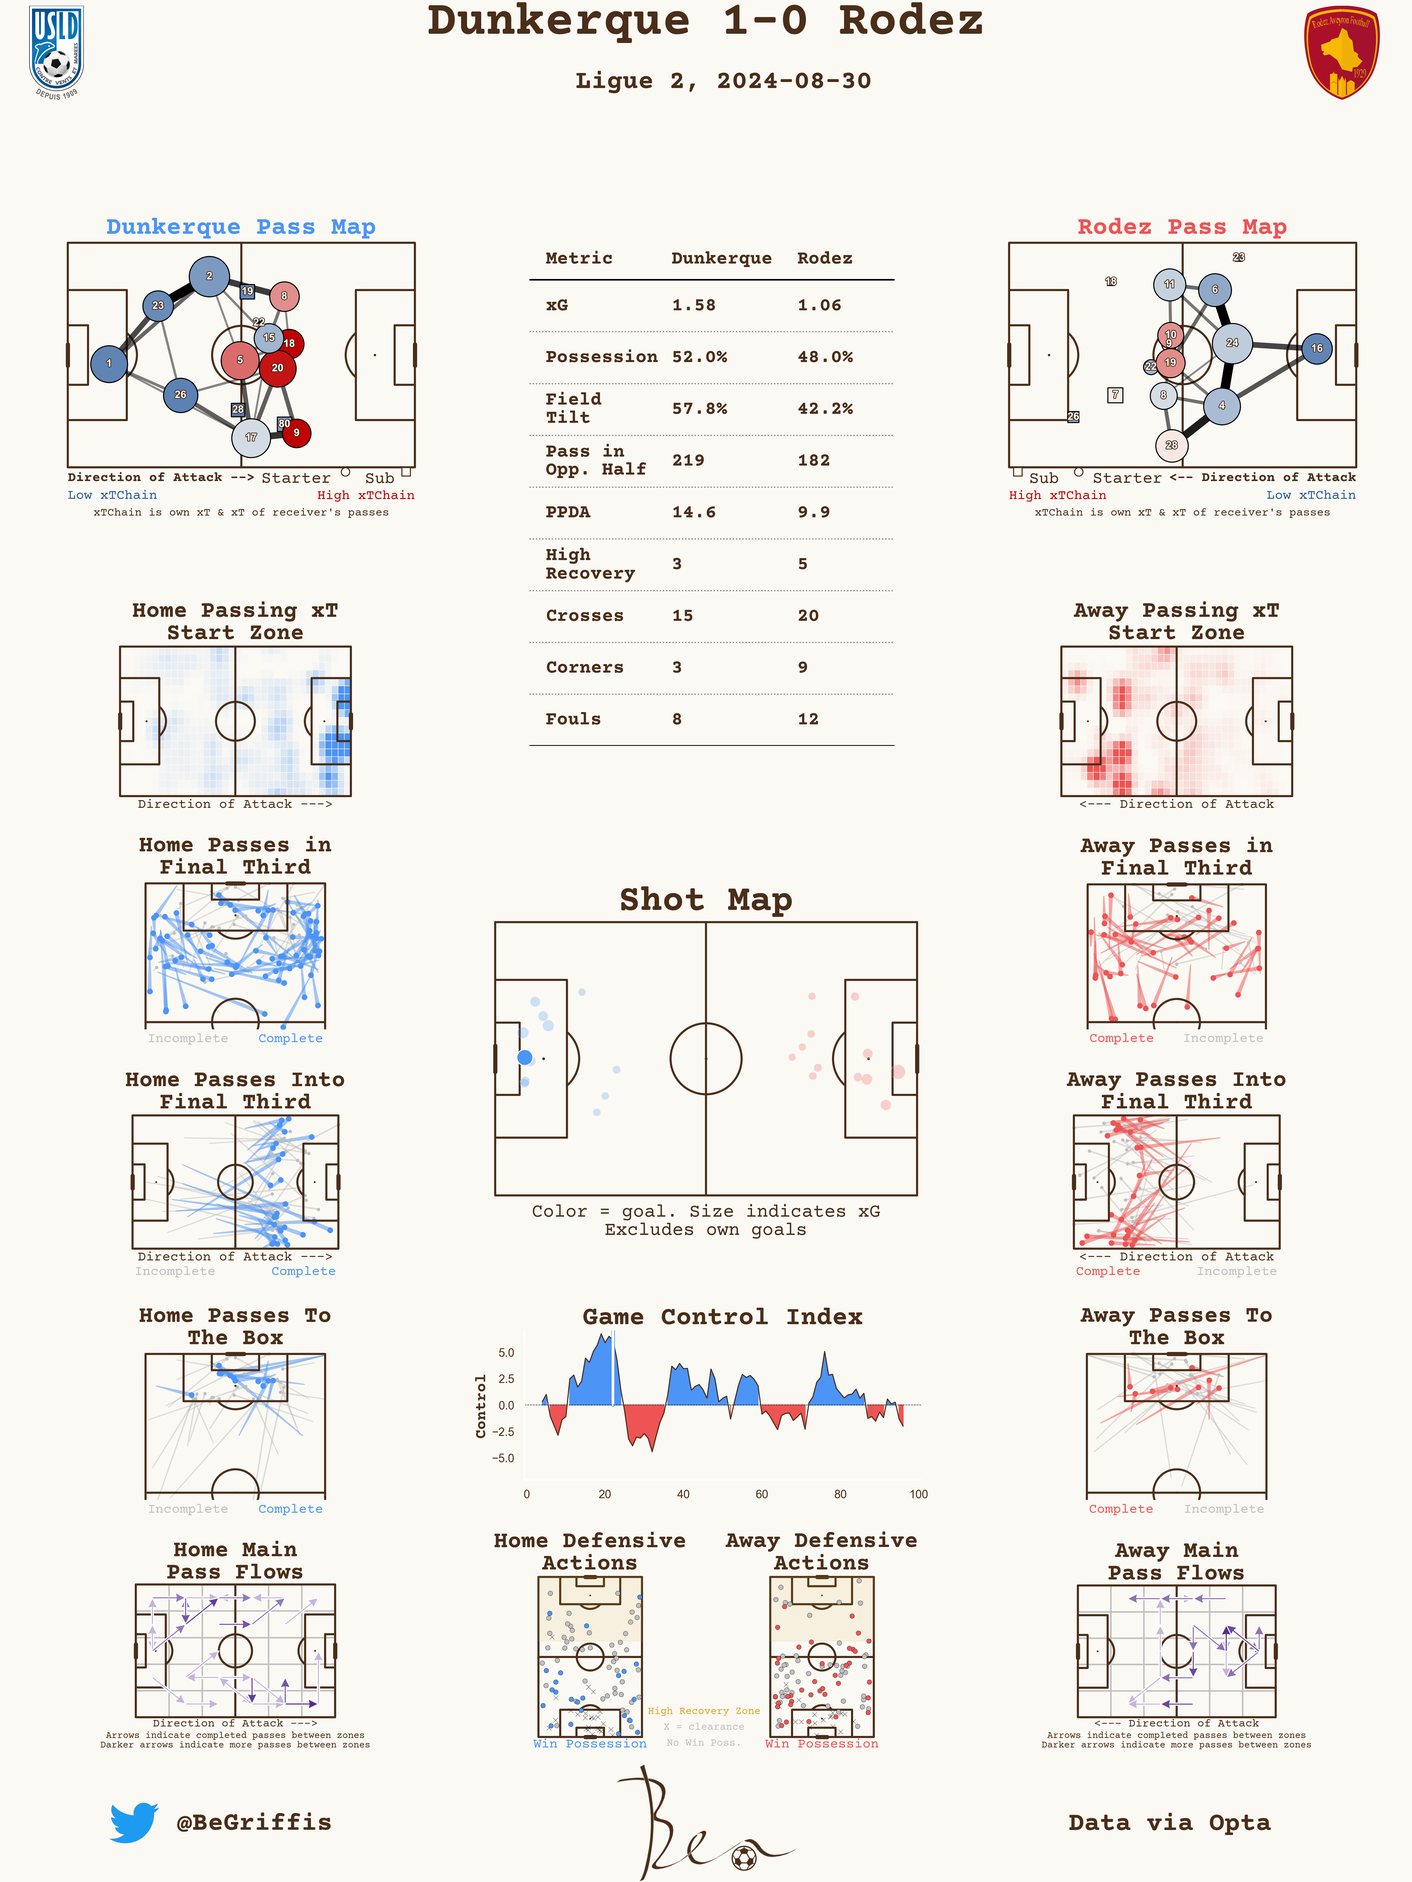 Dunkerque 1-0 Rodez
Ligue 2, 2024-08-30
USLD
CONTRE VENTS ET MAREES
DEPUIS 1909
Rodez Aveyron Football
1929
Dunkerque Pass Map
2
19
8
23
22
15
18
1
5
20
26
28
80
17
9
Direction of Attack --> Starter Sub
Low xTChain High xTChain
xTChain is own xT & xT of receiver's passes
Metric Dunkerque Rodez
xG 1.58 1.06
Possession 52.0% 48.0%
Field
Tilt 57.8% 42.2%
Pass in
Opp. Half 219 182
PPDA 14.6 9.9
High
Recovery 3 5
Crosses 15 20
Corners 3 9
Fouls 8 12
Rodez Pass Map
23
18
11
6
10
9
24
16
19
22
7
8
4
26
28
Sub Starter <-- Direction of Attack
High xTChain Low xTChain
xTChain is own xT & xT of receiver's passes
Home Passing xT
Start Zone
Direction of Attack --->
Away Passing xT
Start Zone
<--- Direction of Attack
Home Passes in
Final Third
Incomplete Complete
Away Passes in
Final Third
Complete Incomplete
Shot Map
Color = goal. Size indicates xG
Excludes own goals
Home Passes Into
Final Third
Direction of Attack --->
Incomplete Complete
Away Passes Into
Final Third
<--- Direction of Attack
Complete Incomplete
Home Passes To
The Box
Incomplete Complete
Game Control Index
Control
5.0
2.5
0.0
−2.5
−5.0
0 20 40 60 80 100
Away Passes To
The Box
Complete Incomplete
Home Main
Pass Flows
Direction of Attack --->
Arrows indicate completed passes between zones
Darker arrows indicate more passes between zones
Home Defensive
Actions
Win Possession
High Recovery Zone
X = clearance
No Win Poss.
Away Defensive
Actions
Win Possession
Away Main
Pass Flows
<--- Direction of Attack
Arrows indicate completed passes between zones
Darker arrows indicate more passes between zones
@BeGriffis
Ben
Data via Opta